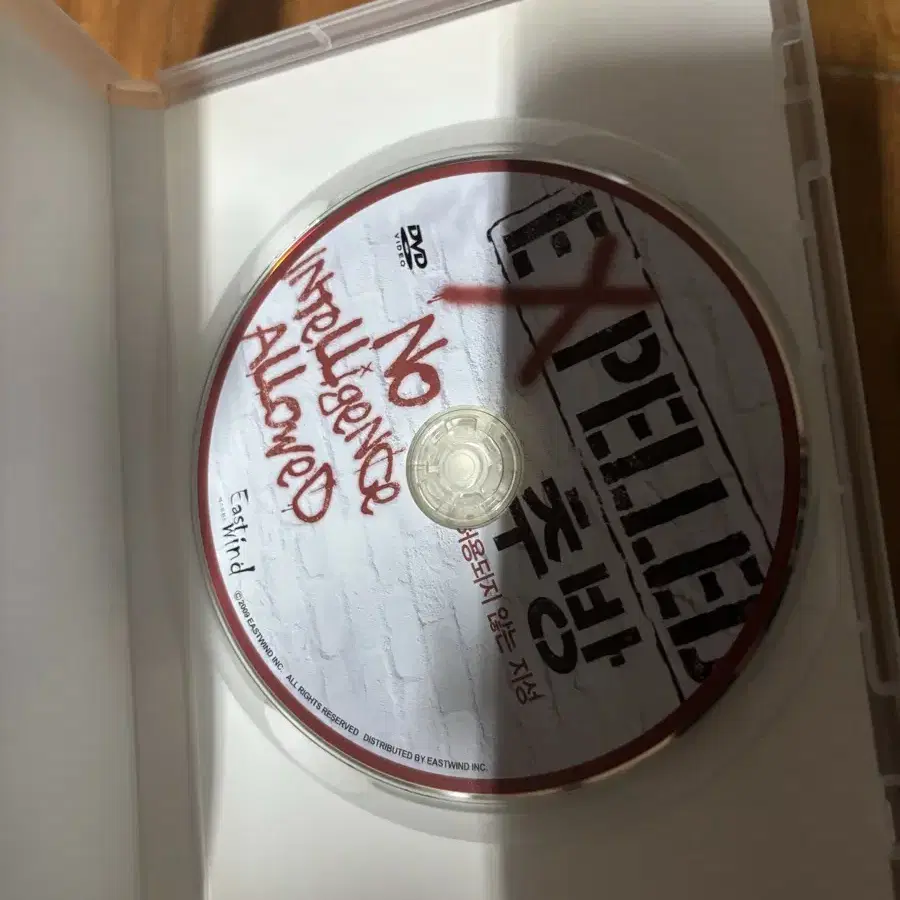 EXPELLED
추방
허용되지 않는 지성
NO
INTELLIGENCE
ALLOWED
DVD
VIDEO
East
Wind
©2009 EASTWIND INC. ALL RIGHTS RESERVED DISTRIBUTED BY EASTWIND INC.